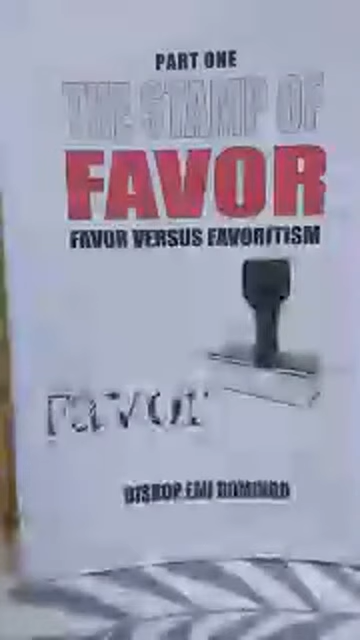 PART ONE
THE STAMP OF
FAVOR
FAVOR VERSUS FAVORITISM
Favor
BISHOP